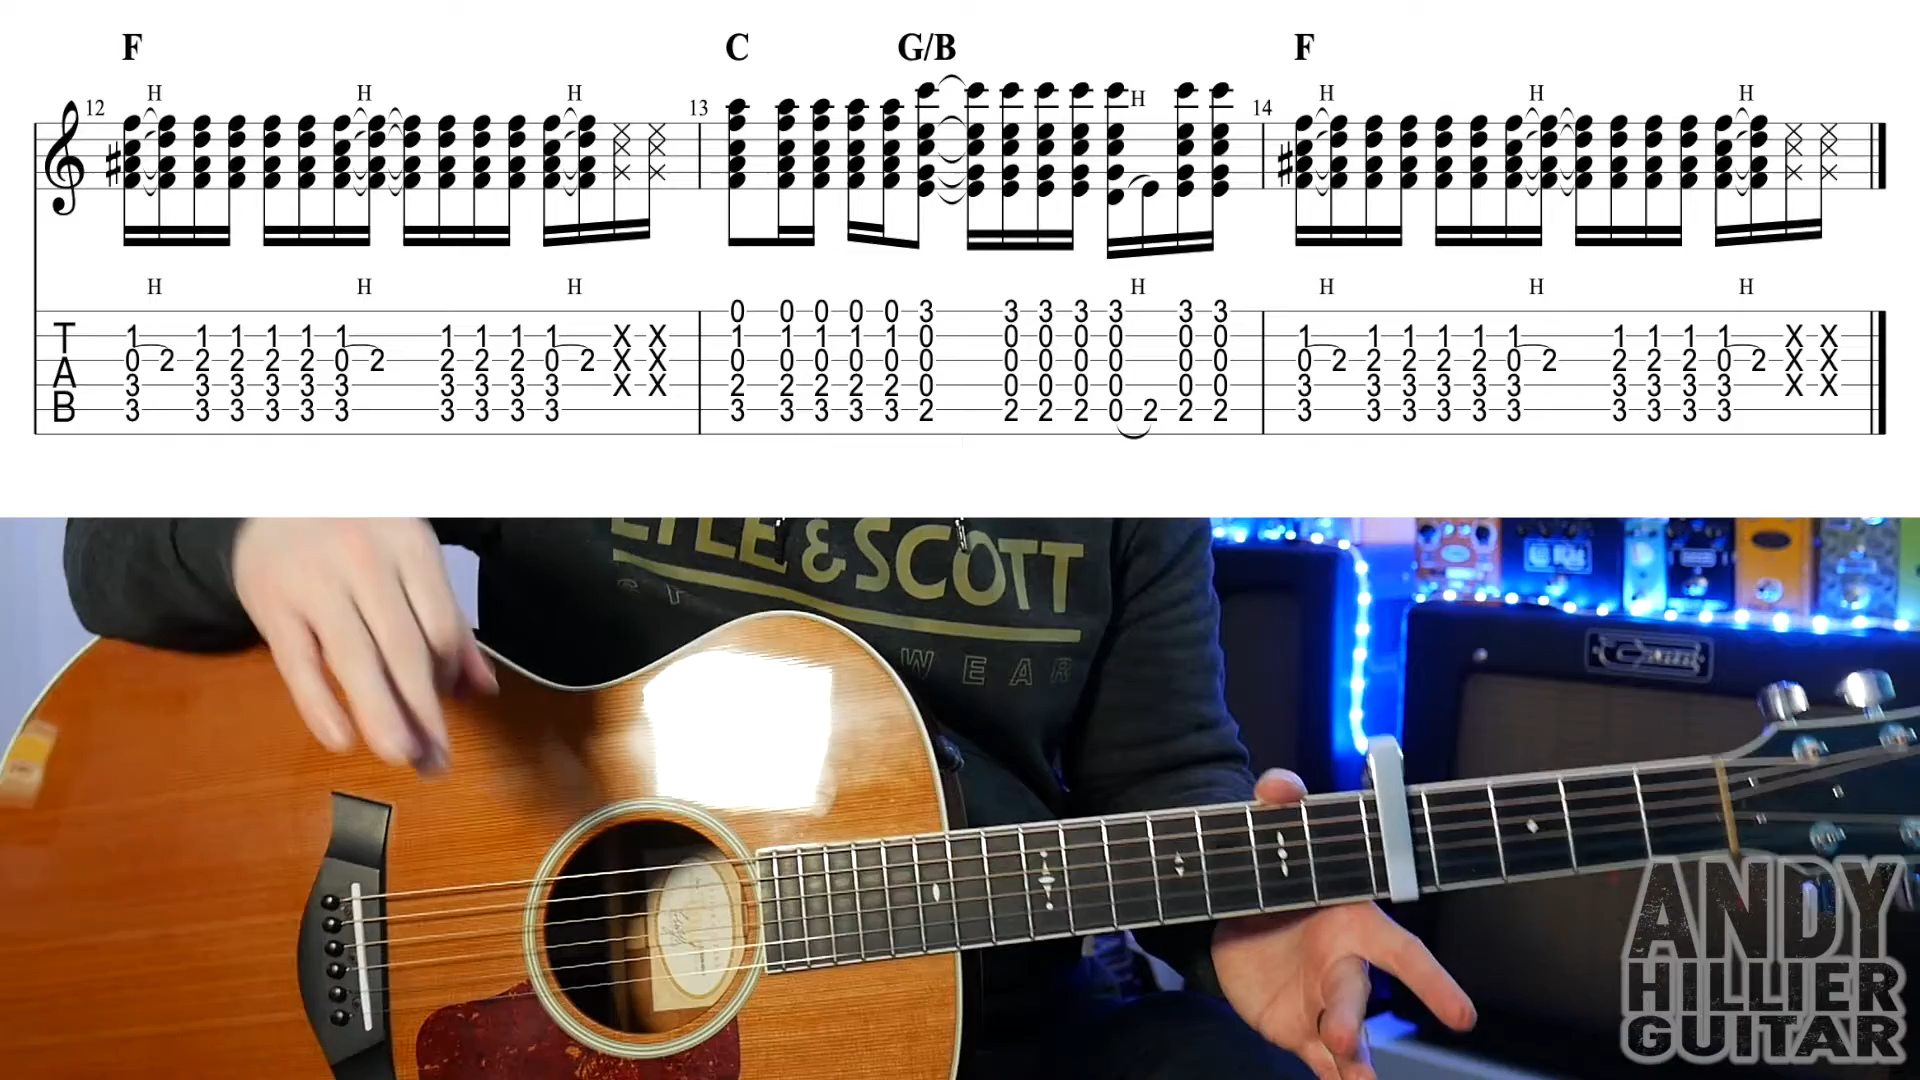 F C G/B F
12 H H H 13 H 14 H H H
H H H H H H H
0 0 0 0 0 3 3 3 3 3 3 3
T 1 1 1 1 1 1 1 1 1 1 X X 1 1 1 1 1 0 0 0 0 0 0 0 1 1 1 1 1 1 1 1 1 1 X X
A 0 2 2 2 2 2 0 2 2 2 2 0 2 X X 0 0 0 0 0 0 0 0 0 0 0 0 0 2 2 2 2 2 0 2 2 2 2 0 2 X X
3 3 3 3 3 3 3 3 3 3 X X 2 2 2 2 2 0 0 0 0 0 0 0 3 3 3 3 3 3 3 3 3 3 X X
B 3 3 3 3 3 3 3 3 3 3 3 3 3 3 3 2 2 2 2 0 2 2 2 3 3 3 3 3 3 3 3 3 3
LYLE & SCOTT
WEAR
ANDY
HILLIER
GUITAR